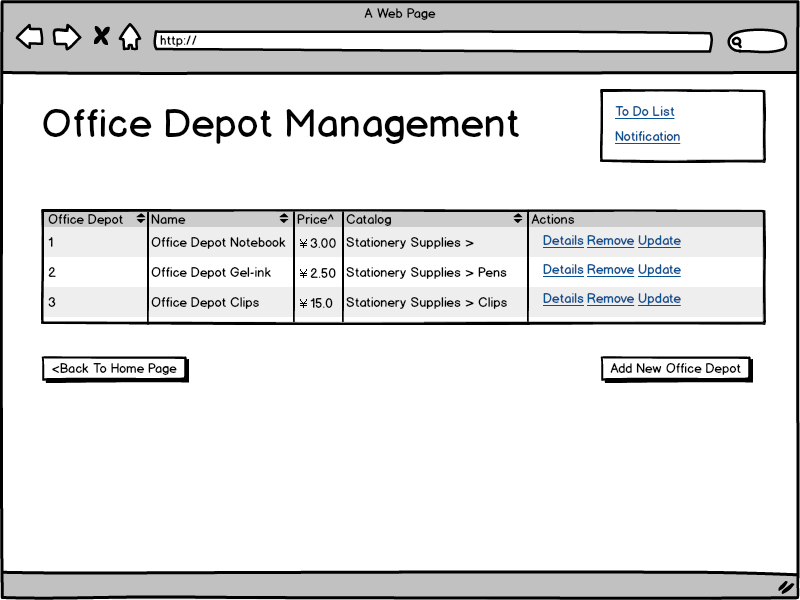 A Web Page
http://
Office Depot Management
To Do List
Notification
Office Depot Name Price^ Catalog Actions
1 Office Depot Notebook ¥3.00 Stationery Supplies > Details Remove Update
2 Office Depot Gel-ink ¥2.50 Stationery Supplies > Pens Details Remove Update
3 Office Depot Clips ¥15.0 Stationery Supplies > Clips Details Remove Update
<Back To Home Page
Add New Office Depot